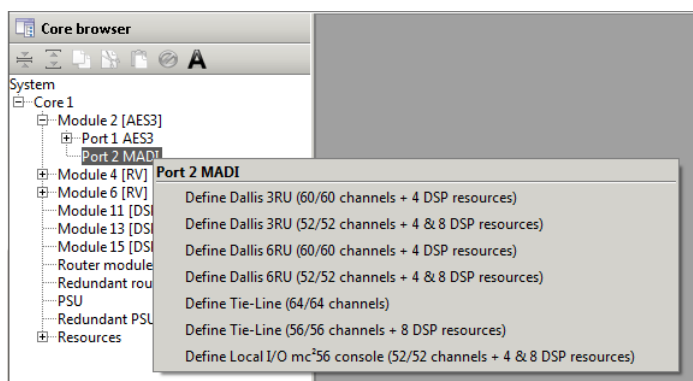 Core browser
A
System
Core 1
Module 2 [AES3]
Port 1 AES3
Port 2 MADI
Module 4 [RV]
Module 6 [RV]
Module 11 [DS
Module 13 [DS
Module 15 [DS
Router module
Redundant rou
PSU
Redundant PSU
Resources
Port 2 MADI
Define Dallis 3RU (60/60 channels + 4 DSP resources)
Define Dallis 3RU (52/52 channels + 4 & 8 DSP resources)
Define Dallis 6RU (60/60 channels + 4 DSP resources)
Define Dallis 6RU (52/52 channels + 4 & 8 DSP resources)
Define Tie-Line (64/64 channels)
Define Tie-Line (56/56 channels + 8 DSP resources)
Define Local I/O mc²56 console (52/52 channels + 4 & 8 DSP resources)